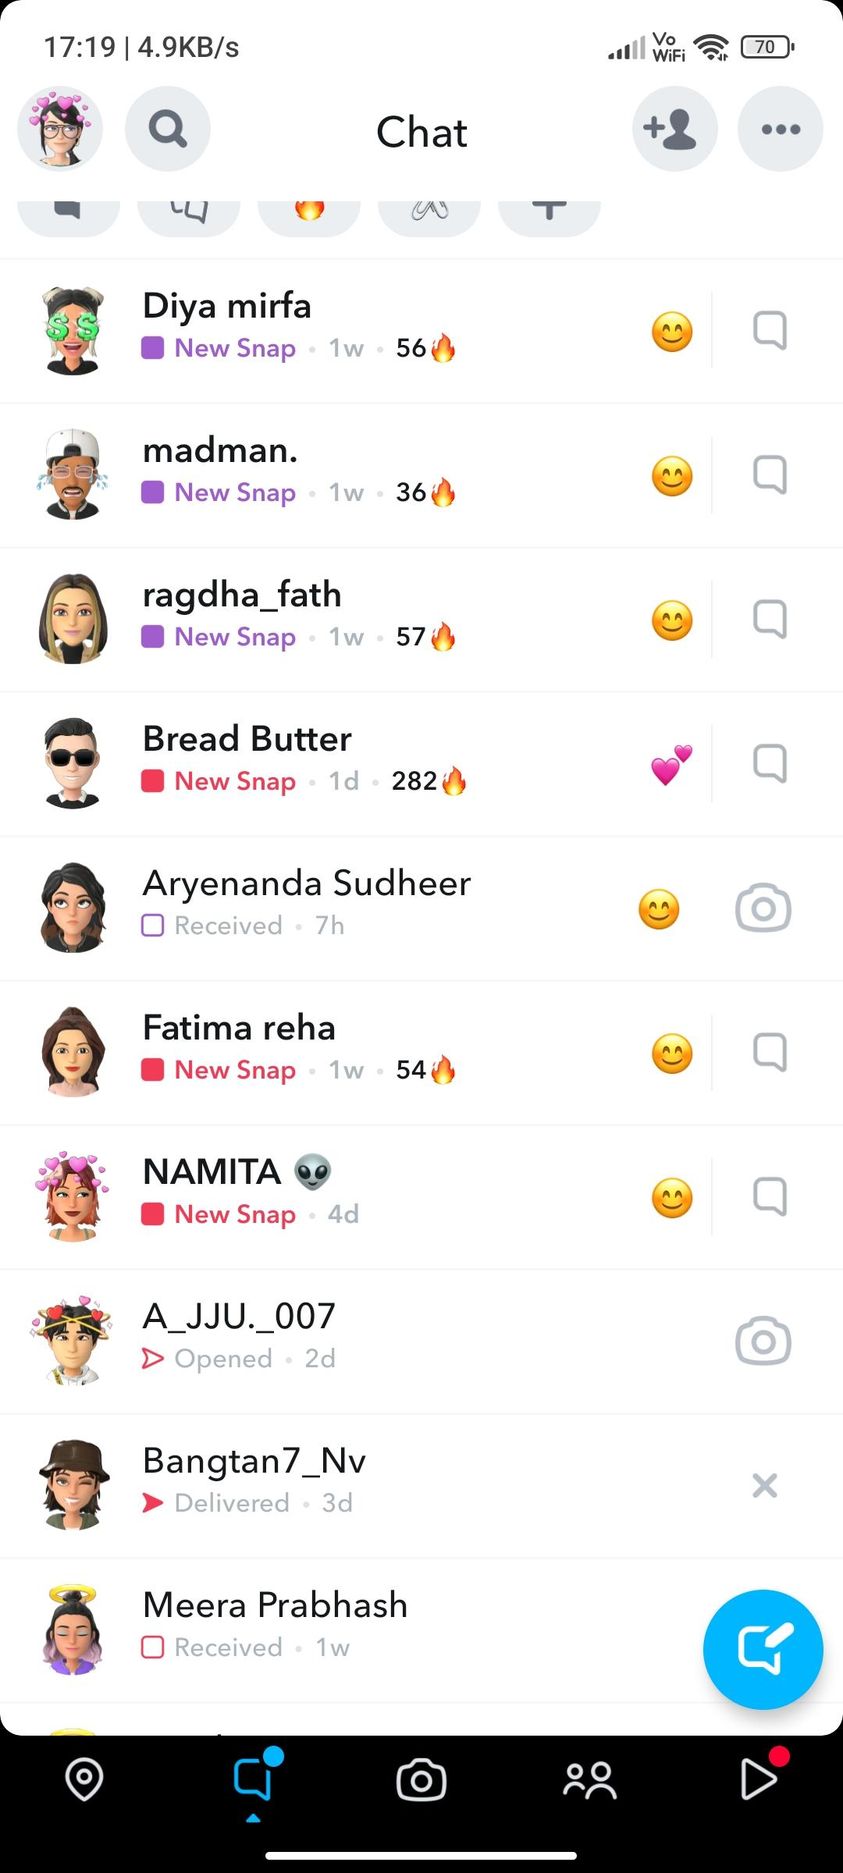 17:19 | 4.9KB/s
Vo
WiFi
70
Chat
Diya mirfa
New Snap · 1w · 56🔥
madman.
New Snap · 1w · 36🔥
ragdha_fath
New Snap · 1w · 57🔥
Bread Butter
New Snap · 1d · 282🔥
Aryenanda Sudheer
Received · 7h
Fatima reha
New Snap · 1w · 54🔥
NAMITA 👽
New Snap · 4d
A_JJU._007
Opened · 2d
Bangtan7_Nv
Delivered · 3d
Meera Prabhash
Received · 1w